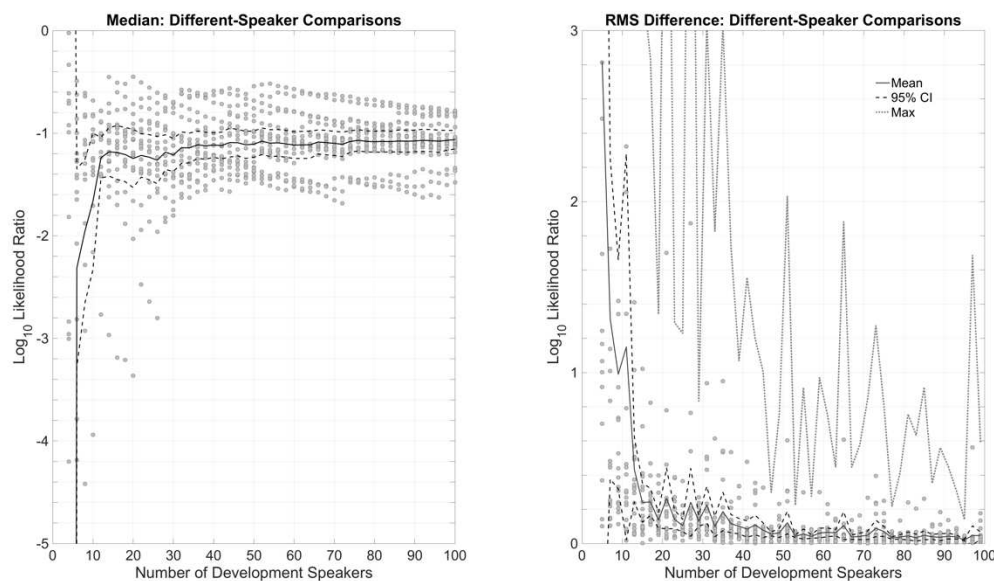 Median: Different-Speaker Comparisons
Log10 Likelihood Ratio
0
-1
-2
-3
-4
-5
0 10 20 30 40 50 60 70 80 90 100
Number of Development Speakers
RMS Difference: Different-Speaker Comparisons
Log10 Likelihood Ratio
3
2
1
0
Mean
95% CI
Max
0 10 20 30 40 50 60 70 80 90 100
Number of Development Speakers